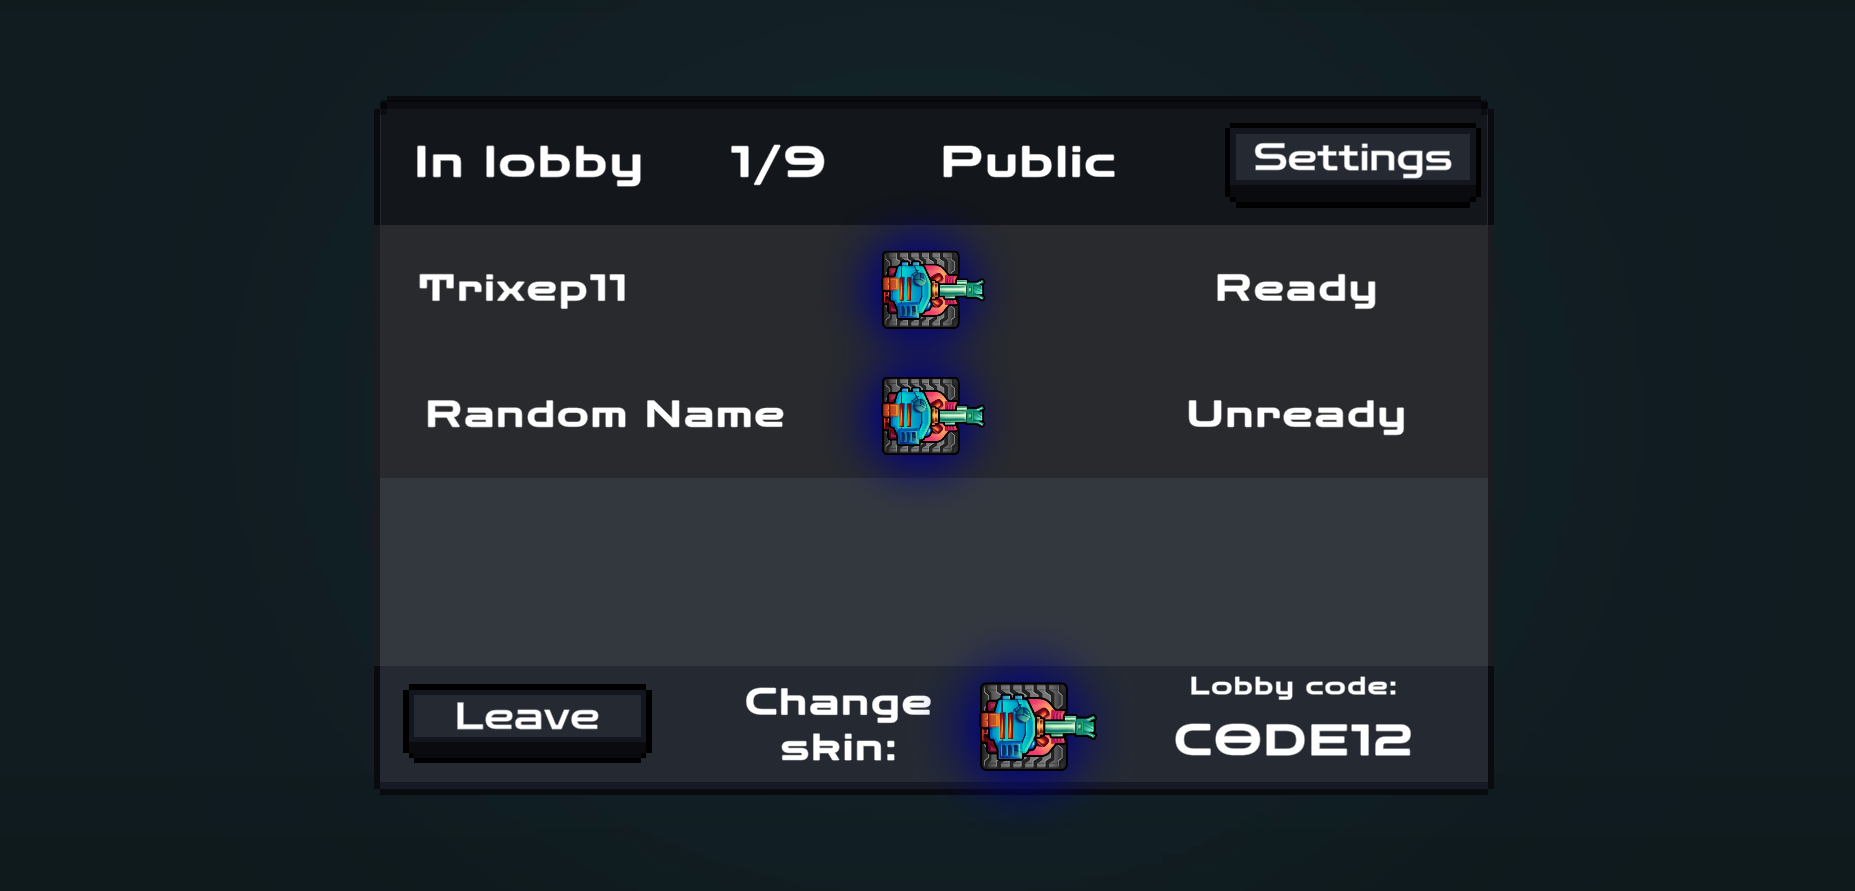 In lobby 1/9 Public Settings
Trixep11 Ready
Random Name Unready
Leave
Change
skin:
Lobby code:
CODE12